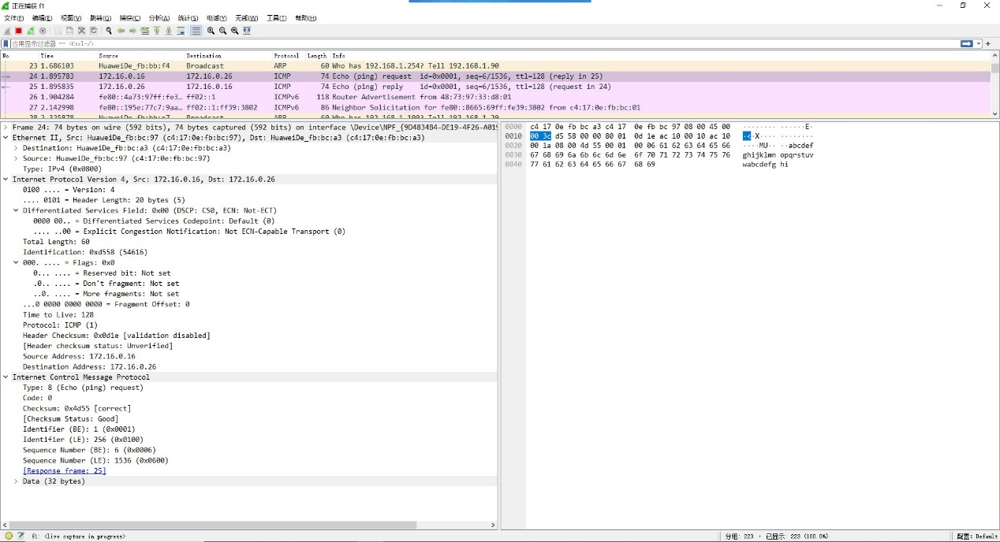 正在捕获 f1
文件(F) 编辑(E) 视图(V) 跳转(G) 捕获(C) 分析(A) 统计(S) 电话(Y) 无线(W) 工具(T) 帮助(H)
应用显示过滤器 … <Ctrl-/>
No. Time Source Destination Protocol Length Info
23 1.686103 HuaweiDe_fb:bb:f4 Broadcast ARP 60 Who has 192.168.1.254? Tell 192.168.1.90
24 1.895783 172.16.0.16 172.16.0.26 ICMP 74 Echo (ping) request id=0x0001, seq=6/1536, ttl=128 (reply in 25)
25 1.895835 172.16.0.26 172.16.0.16 ICMP 74 Echo (ping) reply id=0x0001, seq=6/1536, ttl=128 (request in 24)
26 1.904284 fe80::4a73:97ff:fe3… ff02::1 ICMPv6 118 Router Advertisement from 48:73:97:33:d8:01
27 2.142998 fe80::195e:77c7:9aa… ff02::1:ff39:3802 ICMPv6 86 Neighbor Solicitation for fe80::8665:69ff:fe39:3802 from c4:17:0e:fb:bc:01
28 2.325878 HuaweiDe_fb:bb:e7 Broadcast ARP 60 Who has 192.168.1.100? Tell 192.168.1.29
Frame 24: 74 bytes on wire (592 bits), 74 bytes captured (592 bits) on interface \Device\NPF_{9D4834B4-DE19-4F26-A019
Ethernet II, Src: HuaweiDe_fb:bc:97 (c4:17:0e:fb:bc:97), Dst: HuaweiDe_fb:bc:a3 (c4:17:0e:fb:bc:a3)
Destination: HuaweiDe_fb:bc:a3 (c4:17:0e:fb:bc:a3)
Source: HuaweiDe_fb:bc:97 (c4:17:0e:fb:bc:97)
Type: IPv4 (0x0800)
Internet Protocol Version 4, Src: 172.16.0.16, Dst: 172.16.0.26
0100 .... = Version: 4
.... 0101 = Header Length: 20 bytes (5)
Differentiated Services Field: 0x00 (DSCP: CS0, ECN: Not-ECT)
0000 00.. = Differentiated Services Codepoint: Default (0)
.... ..00 = Explicit Congestion Notification: Not ECN-Capable Transport (0)
Total Length: 60
Identification: 0xd558 (54616)
000. .... = Flags: 0x0
0... .... = Reserved bit: Not set
.0.. .... = Don't fragment: Not set
..0. .... = More fragments: Not set
...0 0000 0000 0000 = Fragment Offset: 0
Time to Live: 128
Protocol: ICMP (1)
Header Checksum: 0x0d1e [validation disabled]
[Header checksum status: Unverified]
Source Address: 172.16.0.16
Destination Address: 172.16.0.26
Internet Control Message Protocol
Type: 8 (Echo (ping) request)
Code: 0
Checksum: 0x4d55 [correct]
[Checksum Status: Good]
Identifier (BE): 1 (0x0001)
Identifier (LE): 256 (0x0100)
Sequence Number (BE): 6 (0x0006)
Sequence Number (LE): 1536 (0x0600)
[Response frame: 25]
Data (32 bytes)
0000 c4 17 0e fb bc a3 c4 17 0e fb bc 97 08 00 45 00 ········ ······E·
0010 00 3c d5 58 00 00 80 01 0d 1e ac 10 00 10 ac 10 ·<·X···· ········
0020 00 1a 08 00 4d 55 00 01 00 06 61 62 63 64 65 66 ····MU·· ··abcdef
0030 67 68 69 6a 6b 6c 6d 6e 6f 70 71 72 73 74 75 76 ghijklmn opqrstuv
0040 77 61 62 63 64 65 66 67 68 69 wabcdefg hi
f1: <live capture in progress> 分组: 223 · 已显示: 223 (100.0%) 配置: Default